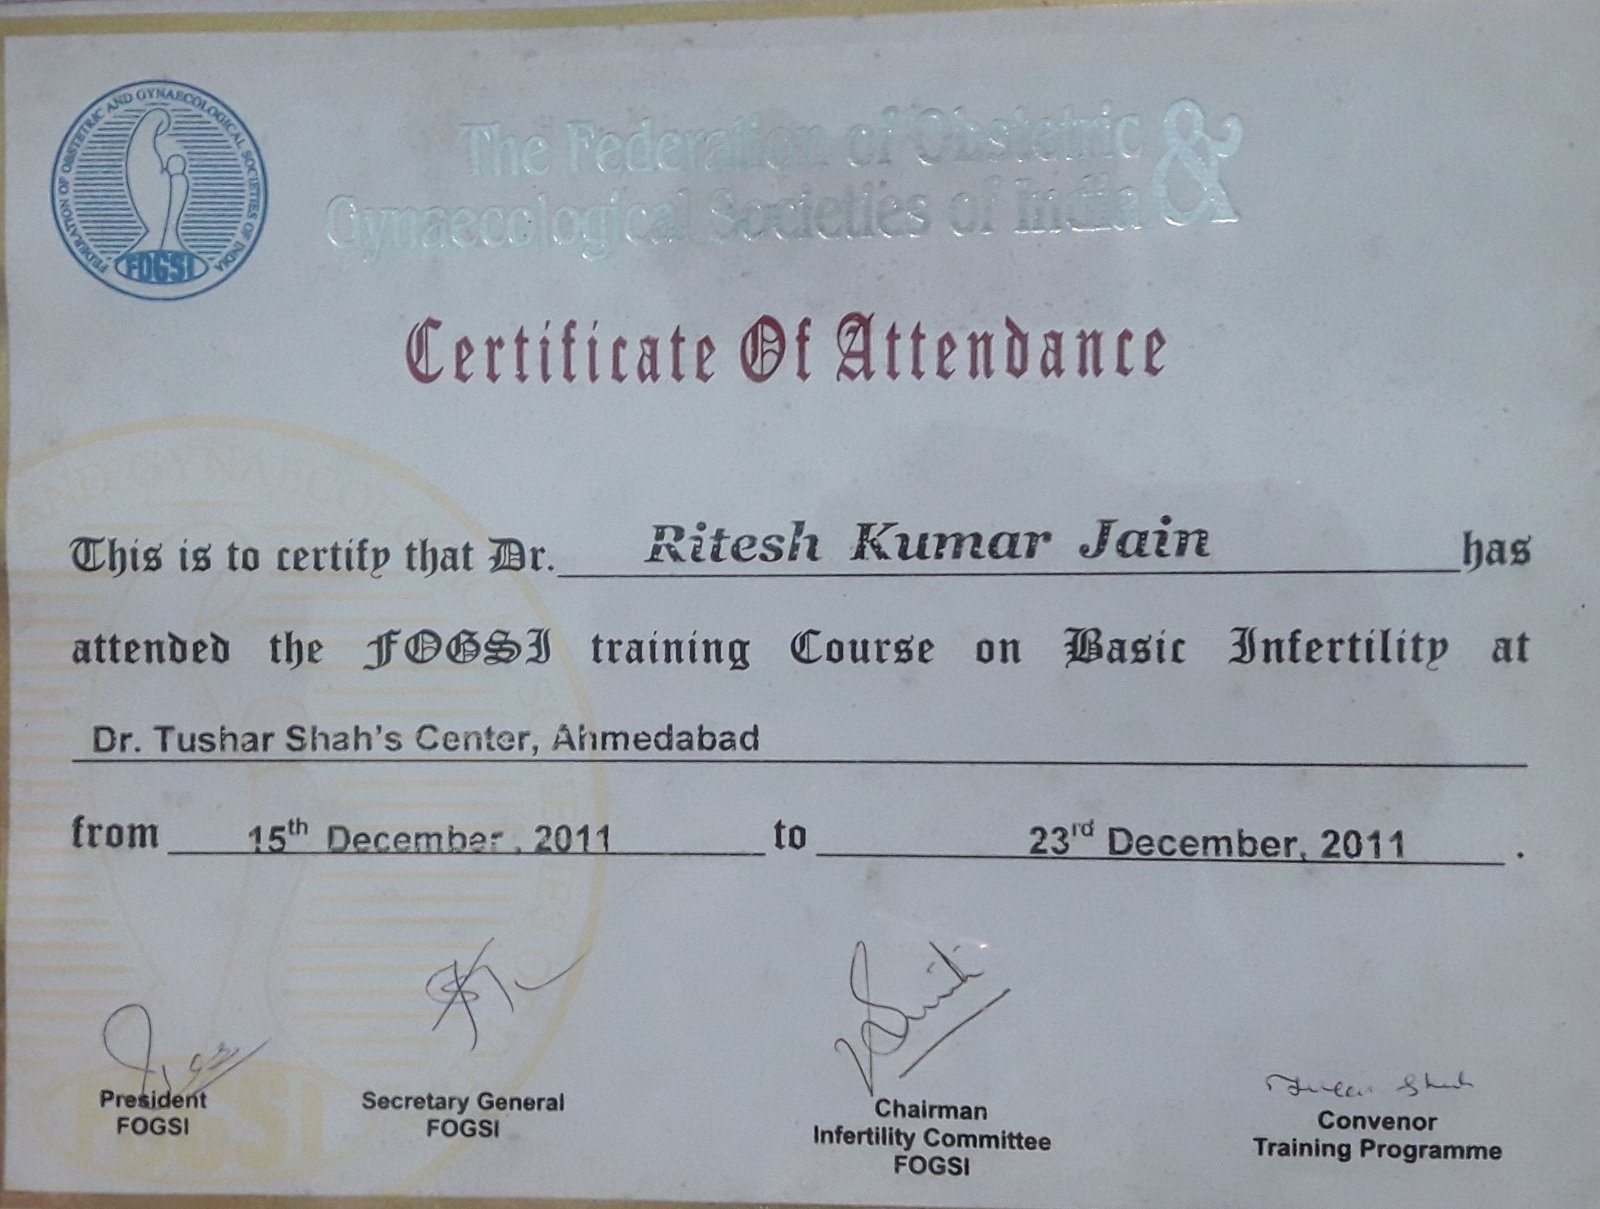 FEDERATION OF OBSTETRIC AND GYNAECOLOGICAL SOCIETIES OF INDIA
FOGSI
The Federation of Obstetric &
Gynaecological Societies of India
Certificate Of Attendance
This is to certify that Dr. Ritesh Kumar Jain has
attended the FOGSI training Course on Basic Infertility at
Dr. Tushar Shah's Center, Ahmedabad
from 15th December, 2011 to 23rd December, 2011.
President
FOGSI
Secretary General
FOGSI
Chairman
Infertility Committee
FOGSI
Convenor
Training Programme